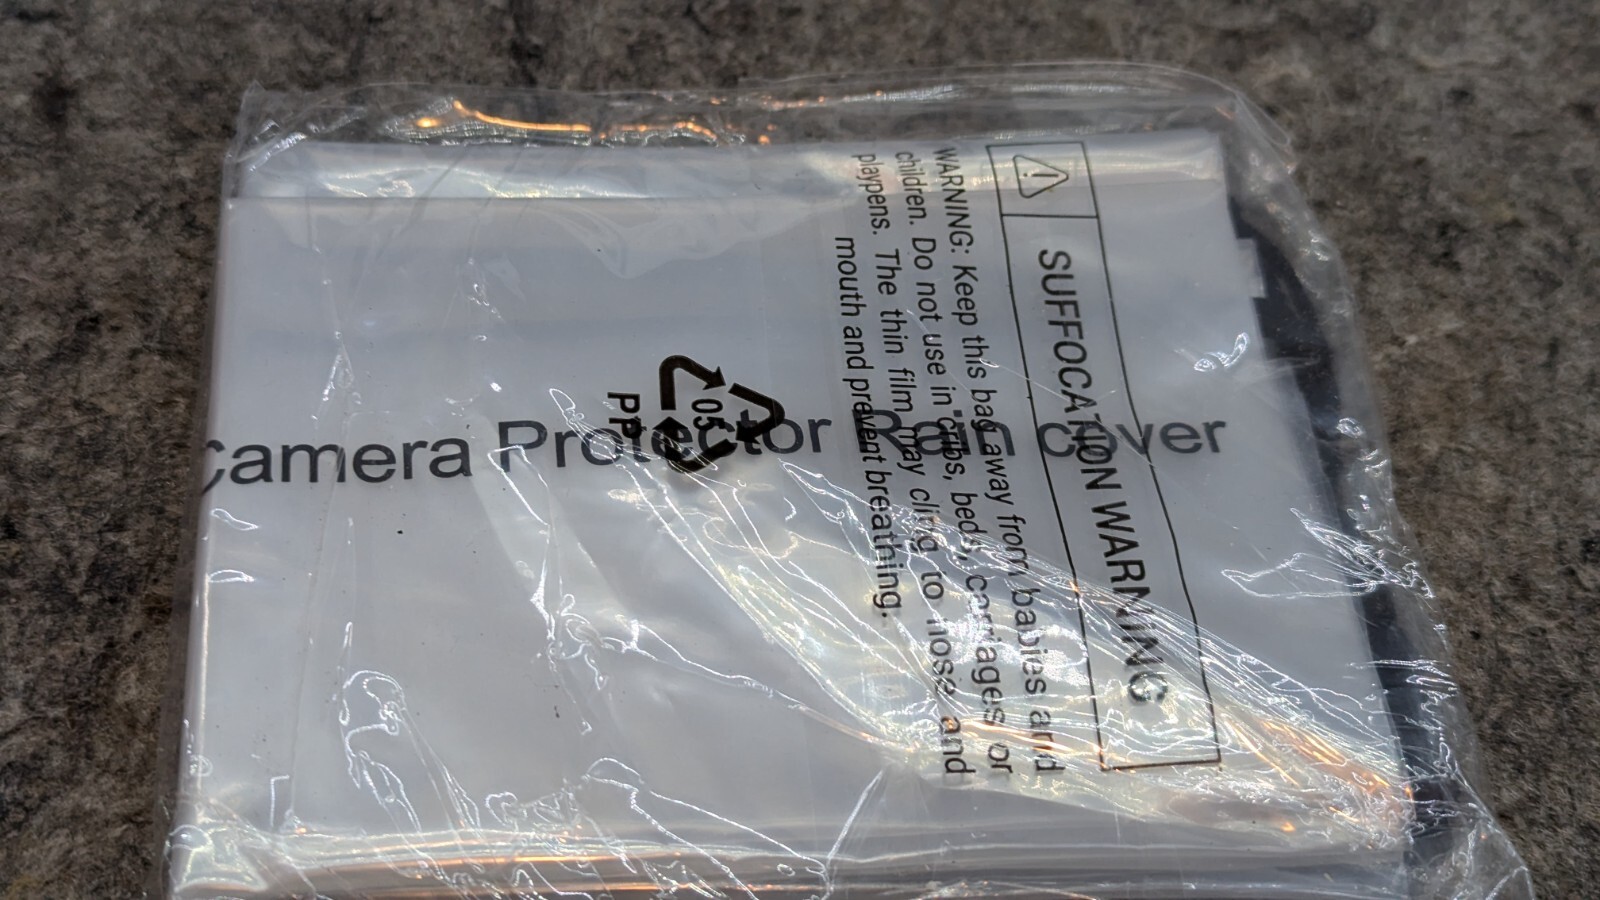 camera Protector Rain cover
SUFFOCATION WARNING
WARNING: Keep this bag away from babies and
children. Do not use in cribs, beds, carriages or
playpens. The thin film may cling to nose and
mouth and prevent breathing.
05
PP